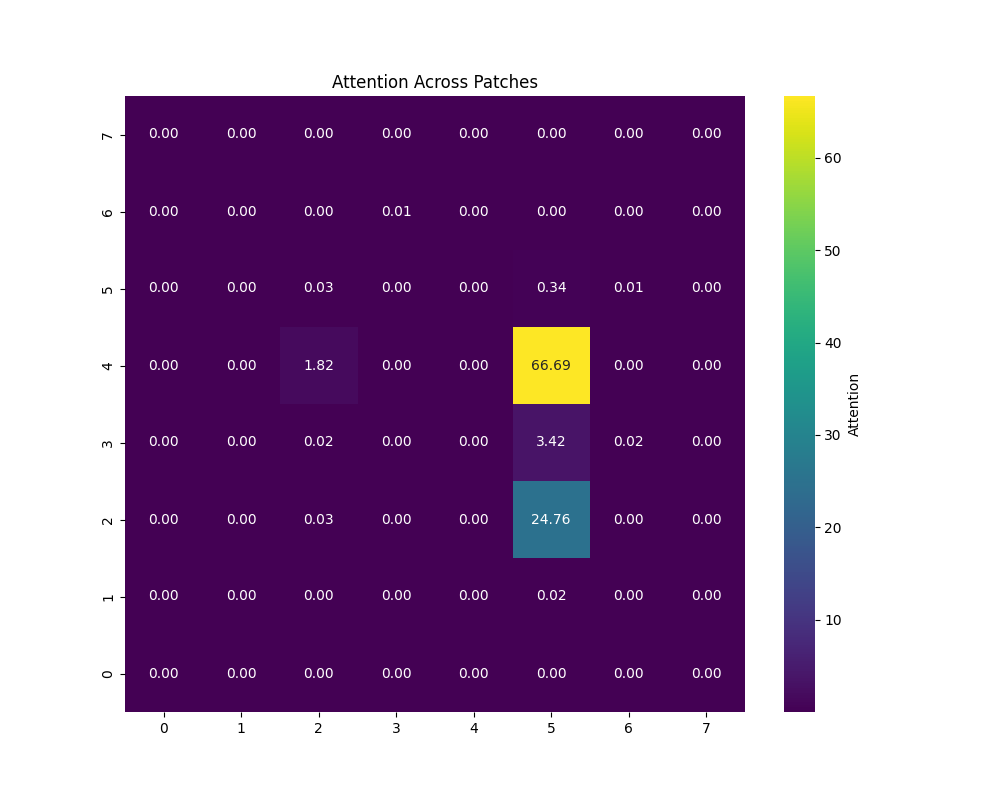 Attention Across Patches
7 0.00 0.00 0.00 0.00 0.00 0.00 0.00 0.00
6 0.00 0.00 0.00 0.01 0.00 0.00 0.00 0.00
5 0.00 0.00 0.03 0.00 0.00 0.34 0.01 0.00
4 0.00 0.00 1.82 0.00 0.00 66.69 0.00 0.00
3 0.00 0.00 0.02 0.00 0.00 3.42 0.02 0.00
2 0.00 0.00 0.03 0.00 0.00 24.76 0.00 0.00
1 0.00 0.00 0.00 0.00 0.00 0.02 0.00 0.00
0 0.00 0.00 0.00 0.00 0.00 0.00 0.00 0.00
0 1 2 3 4 5 6 7
60
50
40
30
20
10
Attention